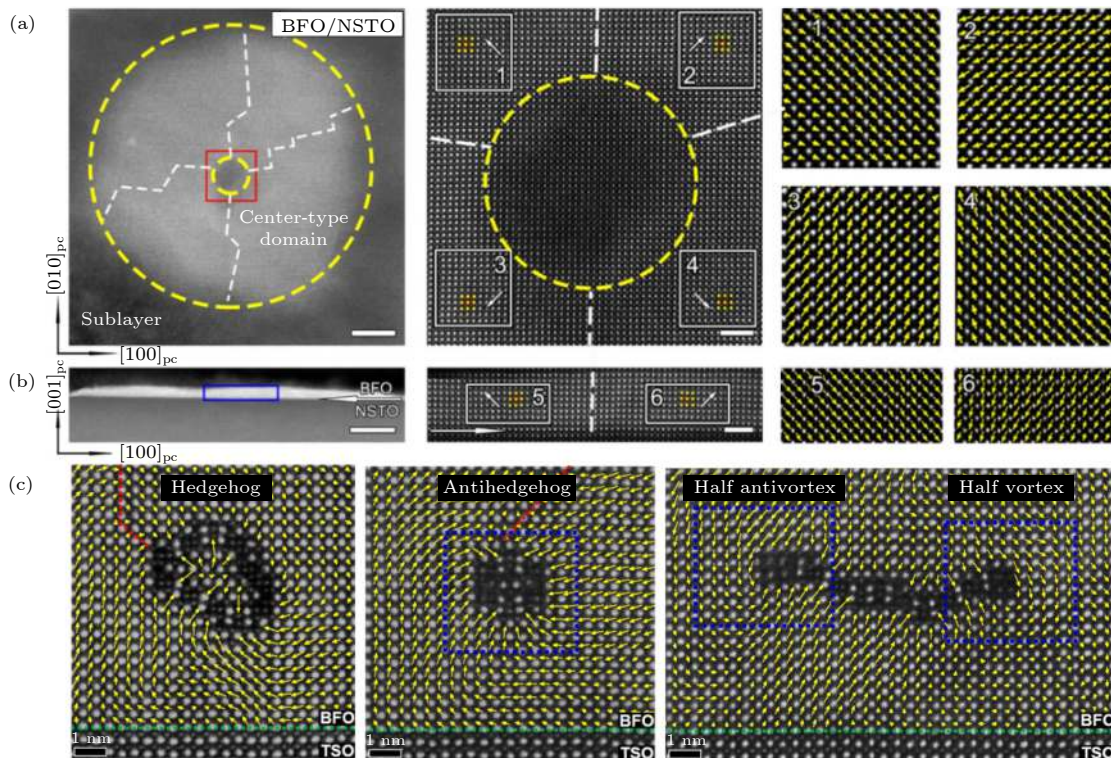 (a)
BFO/NSTO
Center-type
domain
Sublayer
[010]pc
[100]pc
1
2
3
4
1
2
3
4
(b)
[001]pc
[100]pc
BFO
NSTO
5
6
5
6
(c)
Hedgehog
BFO
1 nm
TSO
Antihedgehog
BFO
1 nm
TSO
Half antivortex
Half vortex
BFO
1 nm
TSO